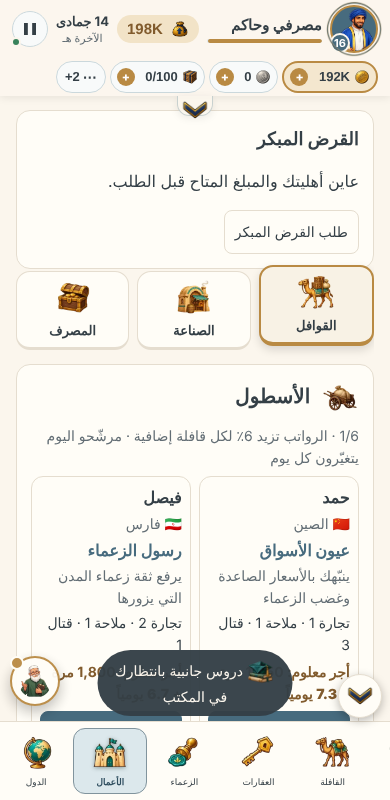 مصرفي وحاكم
16
198K
14 جمادى
الآخرة هـ
192K +
0 +
0/100 +
+2 ⋯
القرض المبكر
عاين أهليتك والمبلغ المتاح قبل الطلب.
طلب القرض المبكر
القوافل
الصناعة
المصرف
الأسطول
1/6 · الرواتب تزيد 6٪ لكل قافلة إضافية · مرشّحو اليوم
يتغيّرون كل يوم
حمد
🇨🇳 الصين
عيون الأسواق
ينبّهك بالأسعار الصاعدة
وغضب الزعماء
تجارة 1 · ملاحة 1 · قتال
3
أجر معلوم
7.3 يوميًا
فيصل
🇮🇷 فارس
رسول الزعماء
يرفع ثقة زعماء المدن
التي يزورها
تجارة 2 · ملاحة 1 · قتال
1
دروس جانبية بانتظارك
في المكتب
القافلة
العقارات
الزعماء
الأعمال
الدول